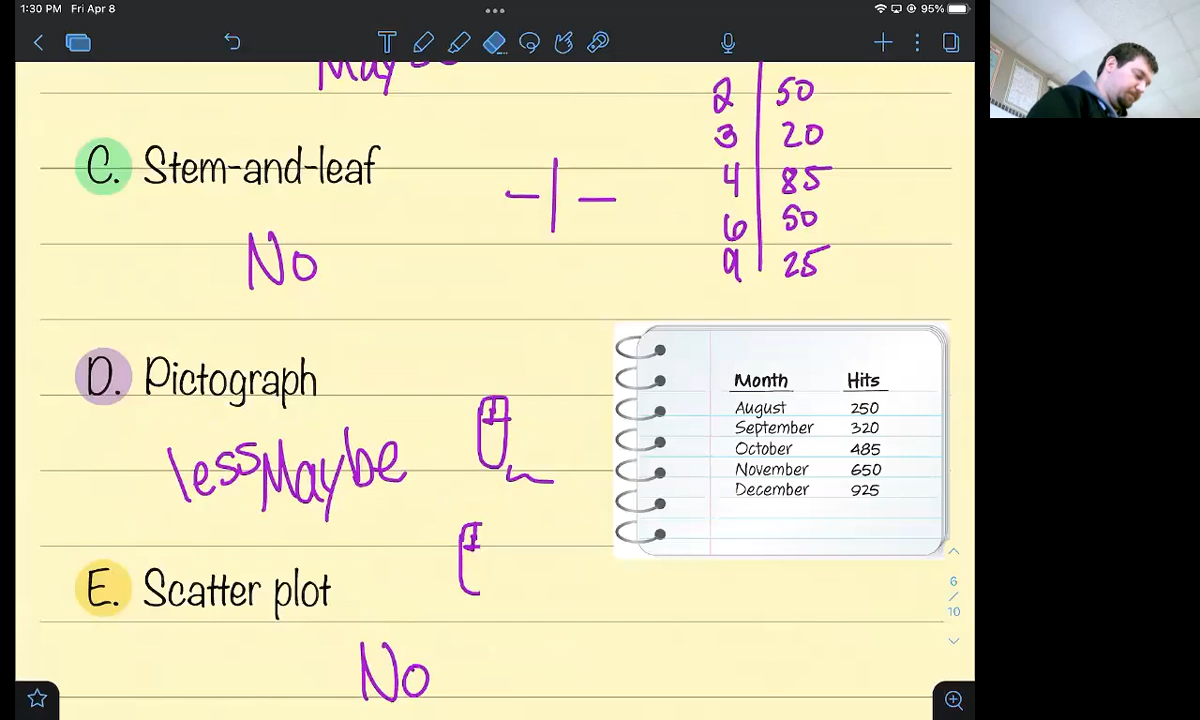 1:30 PM Fri Apr 8
95%
2 50
3 20
4 85
6 50
9 25
C. Stem-and-leaf
No
D. Pictograph
less Maybe
Month Hits
August 250
September 320
October 485
November 650
December 925
E. Scatter plot
No
6
/
10